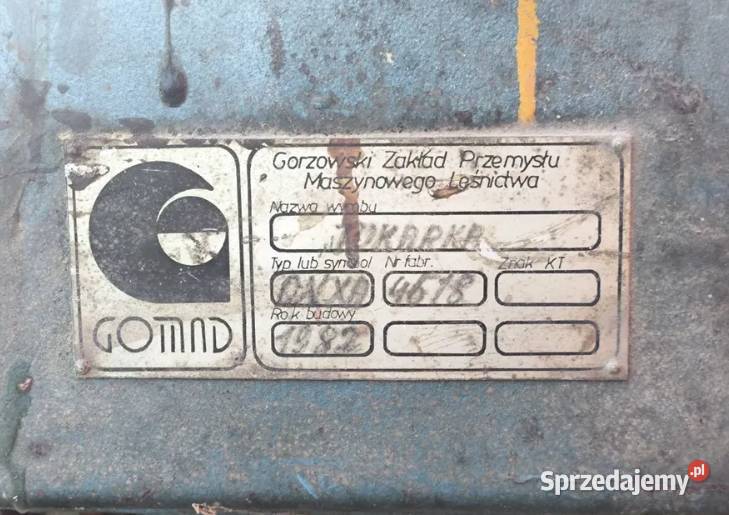 Gorzowski Zakład Przemysłu
Maszynowego Leśnictwa
Nazwa wyrobu
TOKARKA
Typ lub symbol Nr fabr. Znak KT
DNXA 4618
Rok budowy
1982
GOMAD
Sprzedajemy.pl